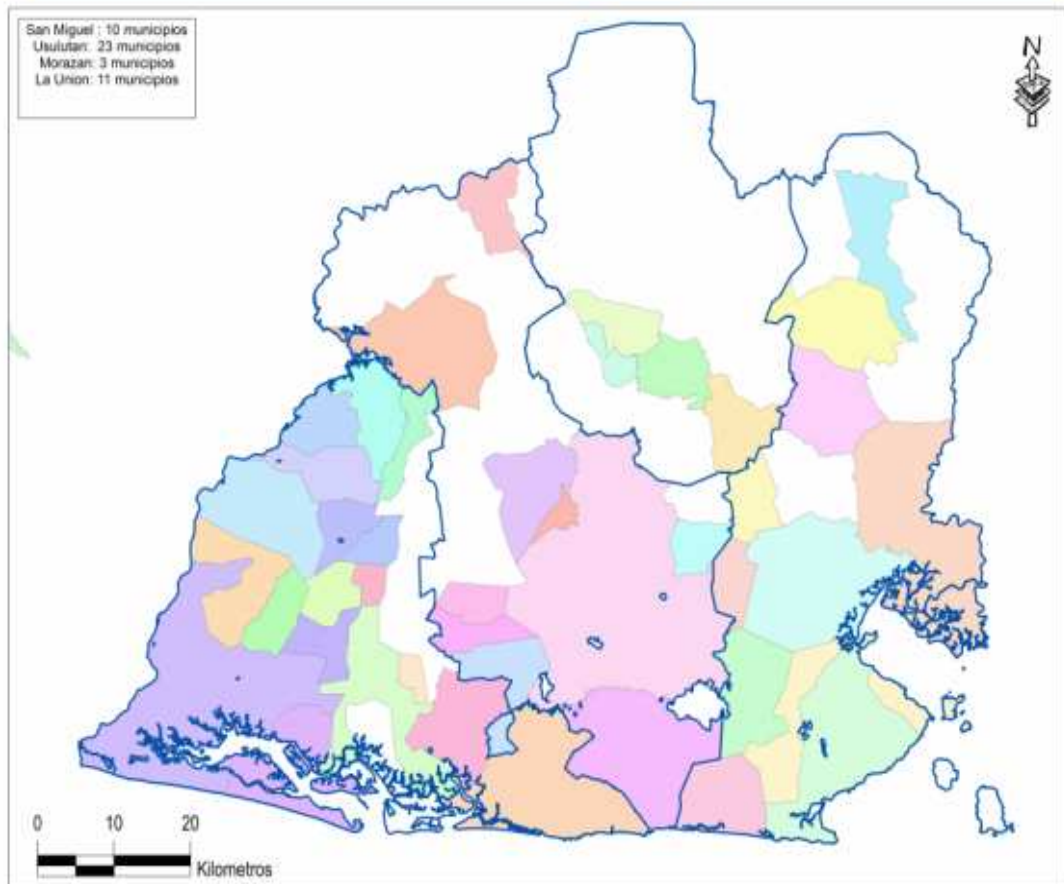 San Miguel : 10 municipios
Usulutan: 23 municipios
Morazan: 3 municipios
La Union: 11 municipios
N
0 10 20
Kilometros